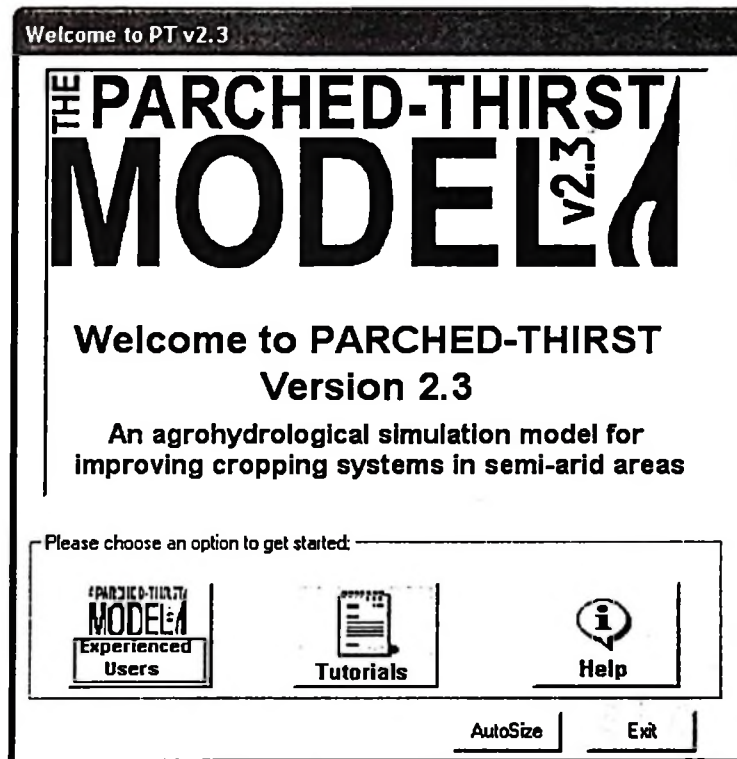 Welcome to PT v2.3
THE PARCHED-THIRST
MODEL v2.3
Welcome to PARCHED-THIRST
Version 2.3
An agrohydrological simulation model for
improving cropping systems in semi-arid areas
Please choose an option to get started:
PARCHED-THIRST
MODEL
Experienced
Users
Tutorials
Help
AutoSize
Exit